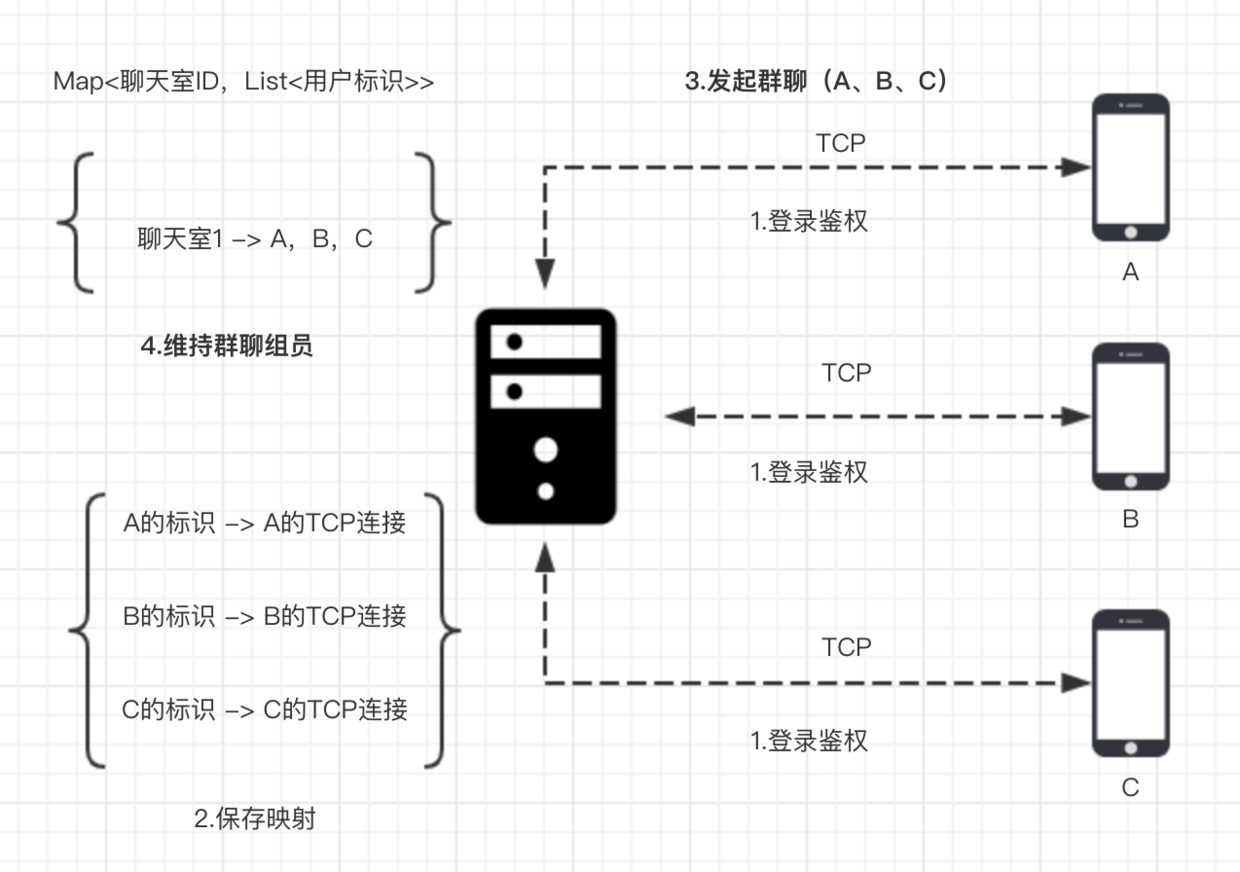 Map<聊天室ID，List<用户标识>>
聊天室1 –> A，B，C
4.维持群聊组员
A的标识 –> A的TCP连接
B的标识 –> B的TCP连接
C的标识 –> C的TCP连接
2.保存映射
3.发起群聊（A、B、C）
TCP
1.登录鉴权
A
TCP
1.登录鉴权
B
TCP
1.登录鉴权
C